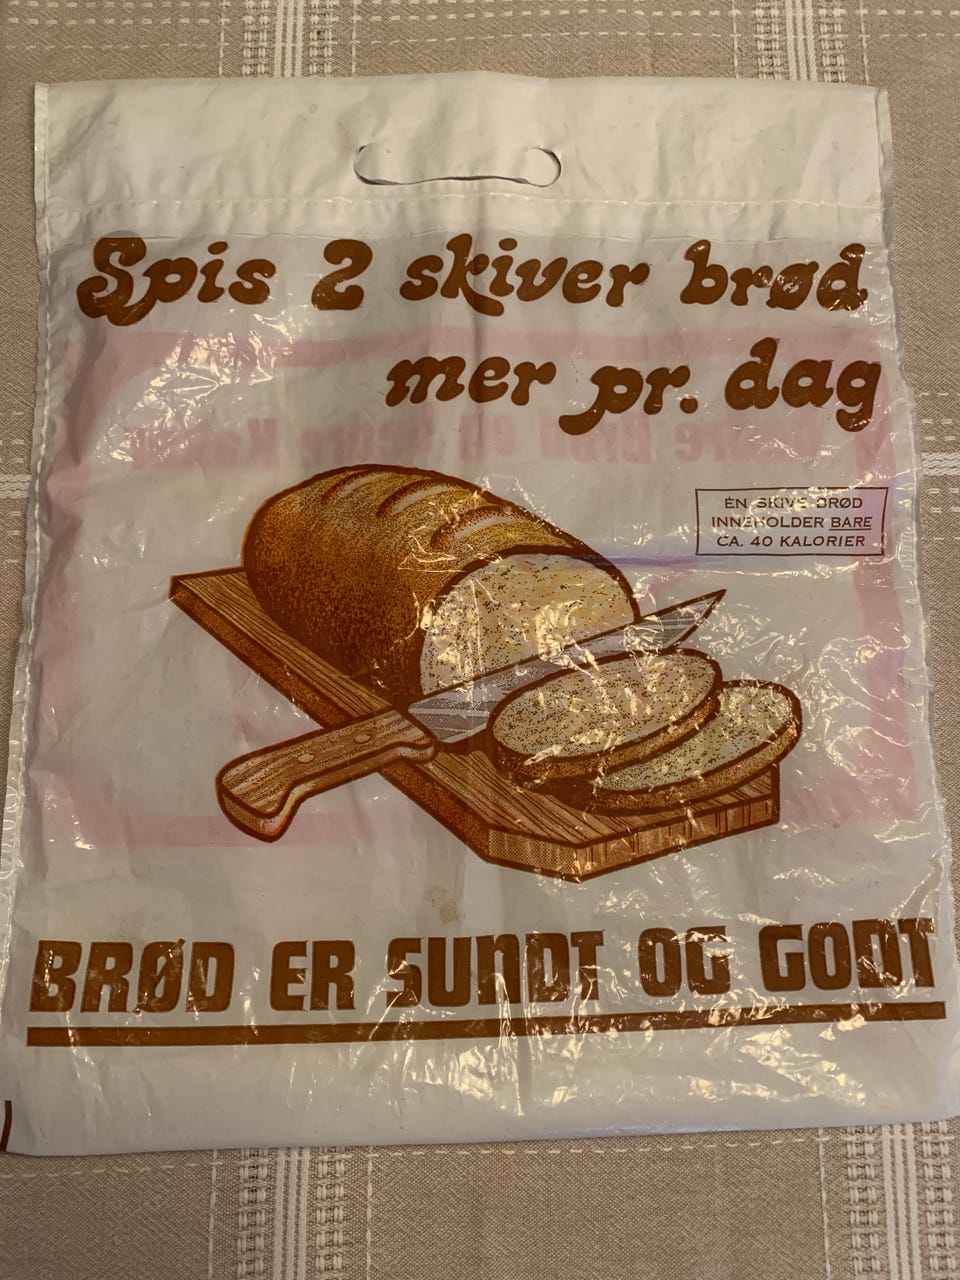 Spis 2 skiver brød
mer pr. dag
ÉN SKIVE BRØD
INNEHOLDER BARE
CA. 40 KALORIER
BRØD ER SUNDT OG GODT